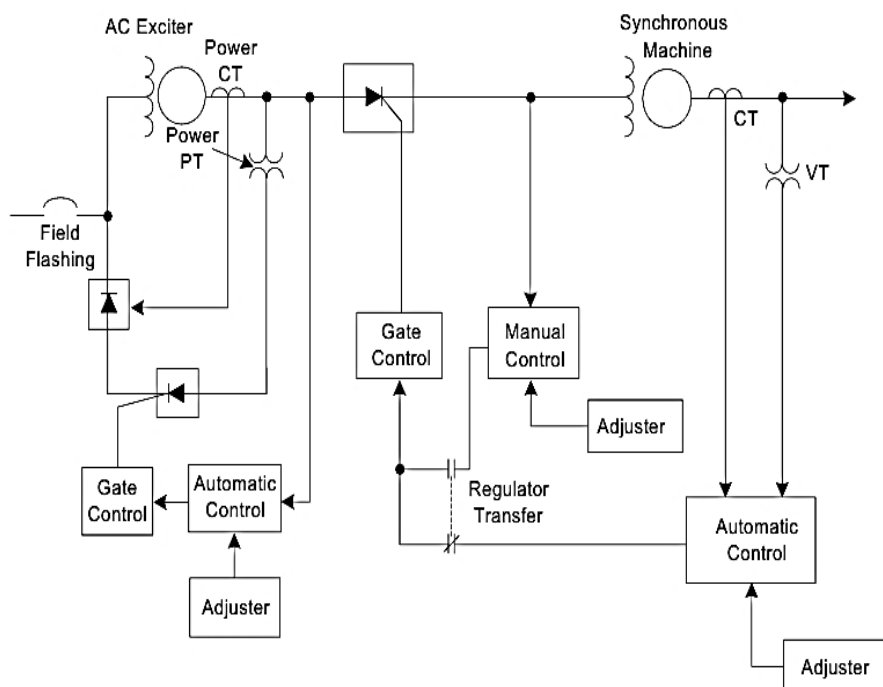 AC Exciter
Power
CT
Synchronous
Machine
Power
PT
CT
VT
Field
Flashing
Gate
Control
Manual
Control
Adjuster
Gate
Control
Automatic
Control
Regulator
Transfer
Automatic
Control
Adjuster
Adjuster